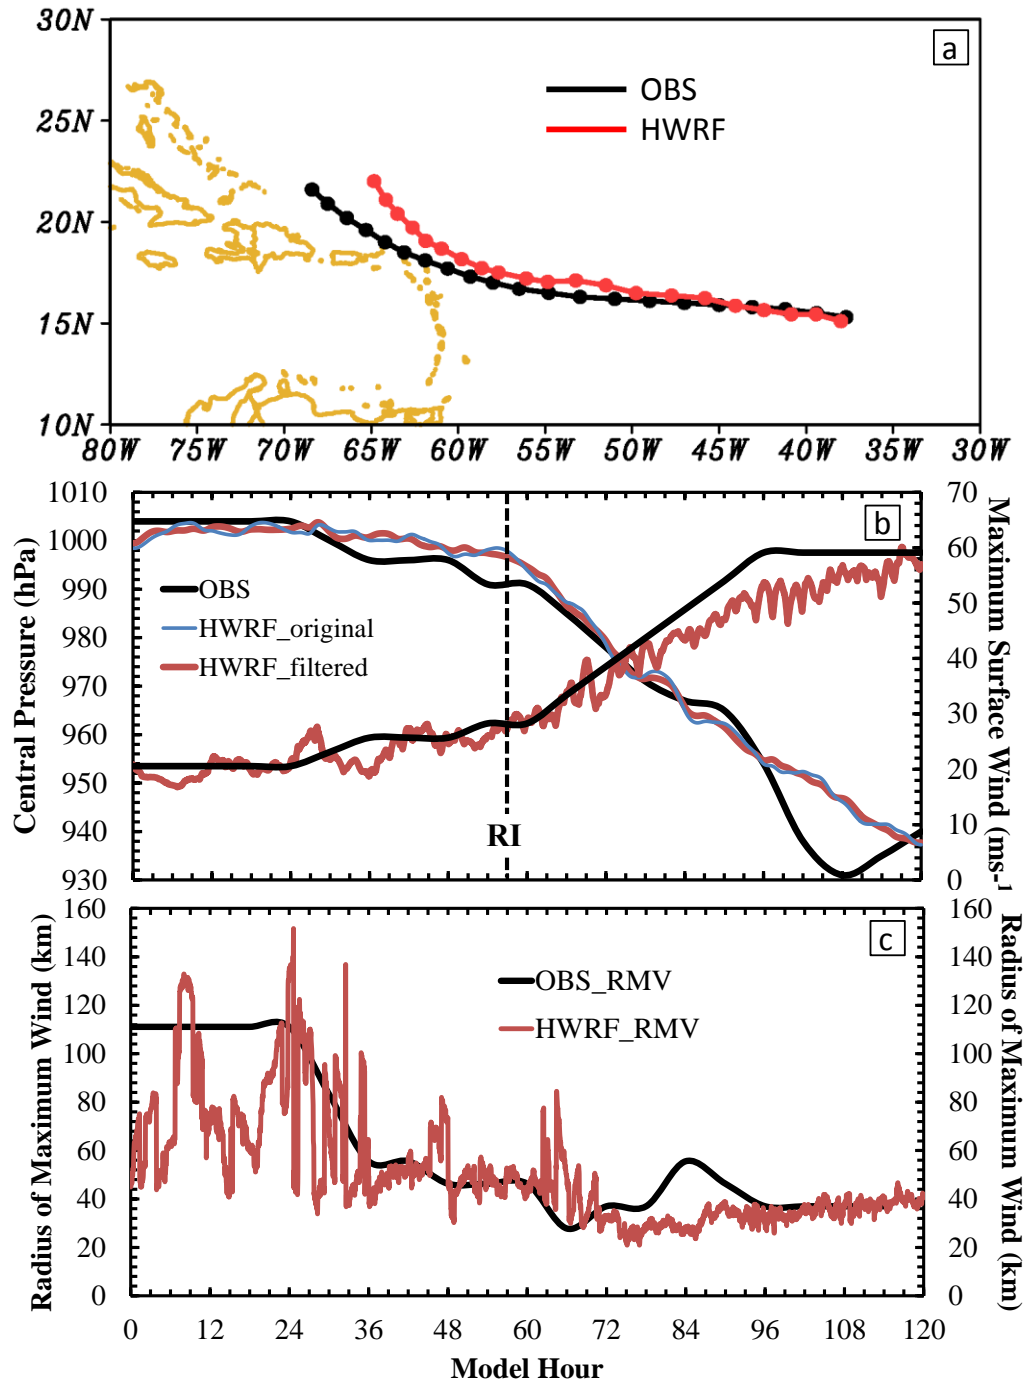 30N
a
OBS
HWRF
25N
20N
15N
10N
80W 75W 70W 65W 60W 55W 50W 45W 40W 35W 30W
1010 70
b
1000 60
OBS
990 50
HWRF_original
980 40
HWRF_filtered
970 30
960 20
950 10
940 0
930
RI
Central Pressure (hPa)
Maximum Surface Wind (ms-1
160 160
c
140 140
OBS_RMV
120 120
HWRF_RMV
100 100
80 80
60 60
40 40
20 20
0 0
Radius of Maximum Wind (km)
Radius of Maximum Wind (km)
0 12 24 36 48 60 72 84 96 108 120
Model Hour